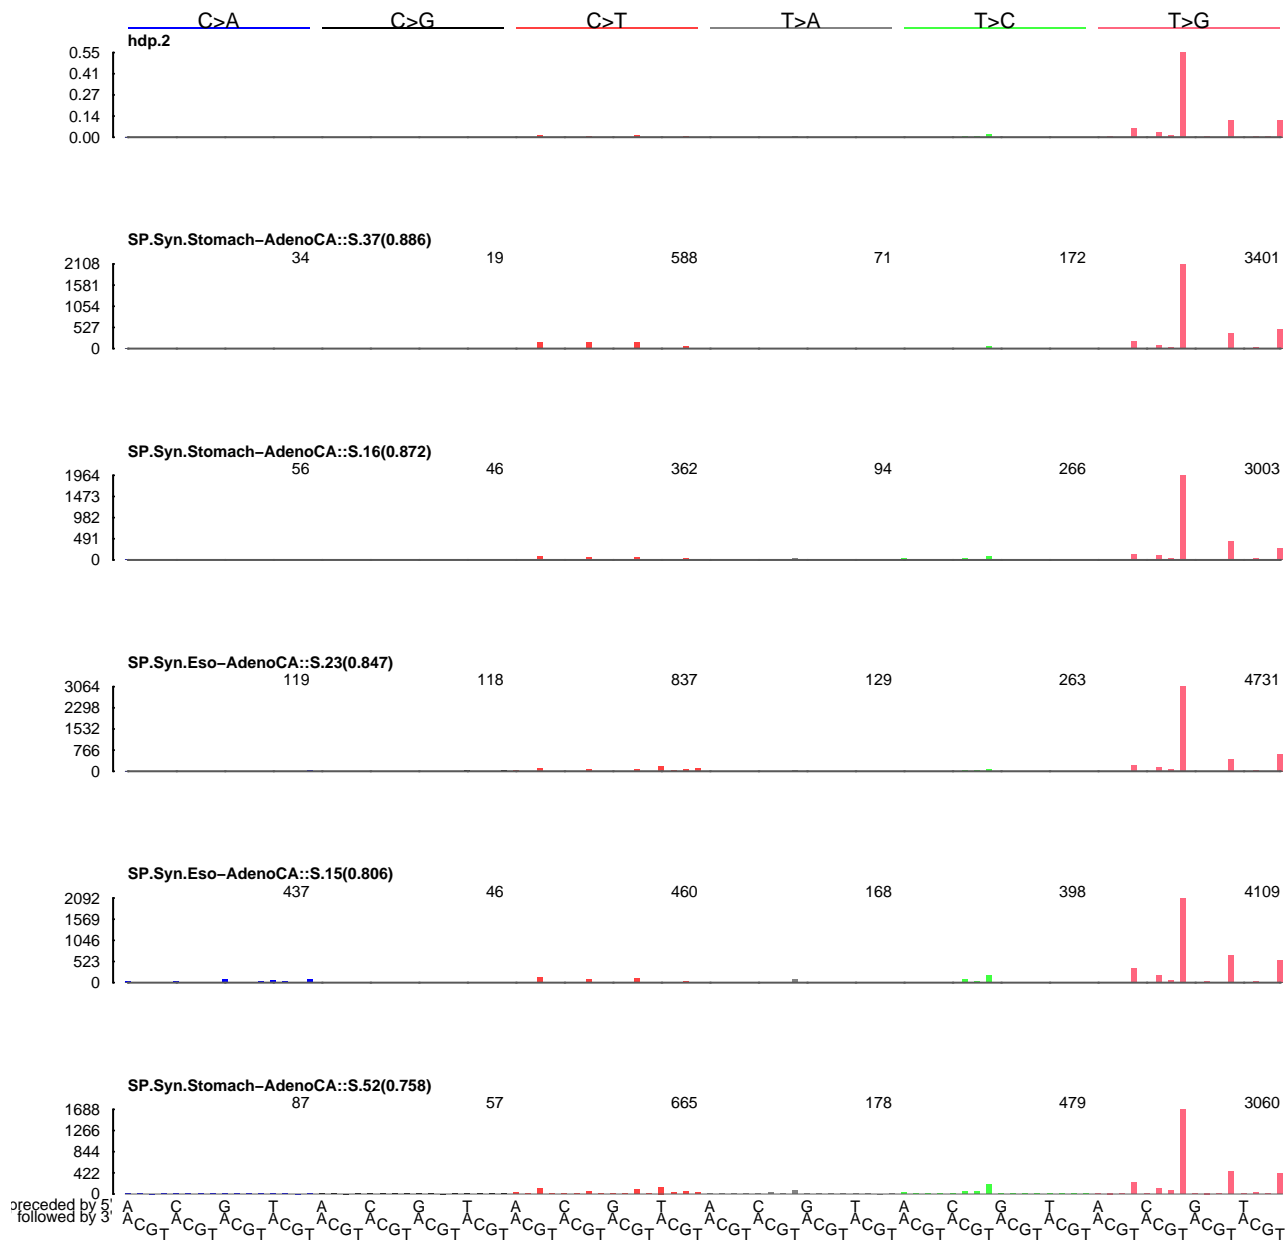 C>A C>G C>T T>A T>C T>G
hdp.2
0.55
0.41
0.27
0.14
0.00
SP.Syn.Stomach−AdenoCA::S.37(0.886)
34 19 588 71 172 3401
2108
1581
1054
527
0
SP.Syn.Stomach−AdenoCA::S.16(0.872)
56 46 362 94 266 3003
1964
1473
982
491
0
SP.Syn.Eso−AdenoCA::S.23(0.847)
119 118 837 129 263 4731
3064
2298
1532
766
0
SP.Syn.Eso−AdenoCA::S.15(0.806)
437 46 460 168 398 4109
2092
1569
1046
523
0
SP.Syn.Stomach−AdenoCA::S.52(0.758)
87 57 665 178 479 3060
1688
1266
844
422
0
preceded by 5' A C G T A C G T A C G T A C G T A C G T A C G T
followed by 3' A C G T A C G T A C G T A C G T A C G T A C G T A C G T A C G T A C G T A C G T A C G T A C G T A C G T A C G T A C G T A C G T A C G T A C G T A C G T A C G T A C G T A C G T A C G T A C G T